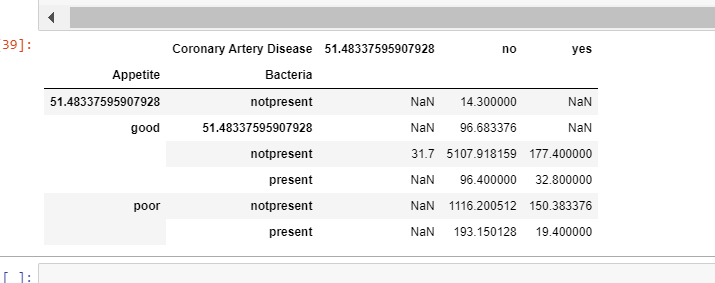 39]:
Coronary Artery Disease 51.48337595907928 no yes
Appetite Bacteria
51.48337595907928 notpresent NaN 14.300000 NaN
good 51.48337595907928 NaN 96.683376 NaN
notpresent 31.7 5107.918159 177.400000
present NaN 96.400000 32.800000
poor notpresent NaN 1116.200512 150.383376
present NaN 193.150128 19.400000
[ ]: